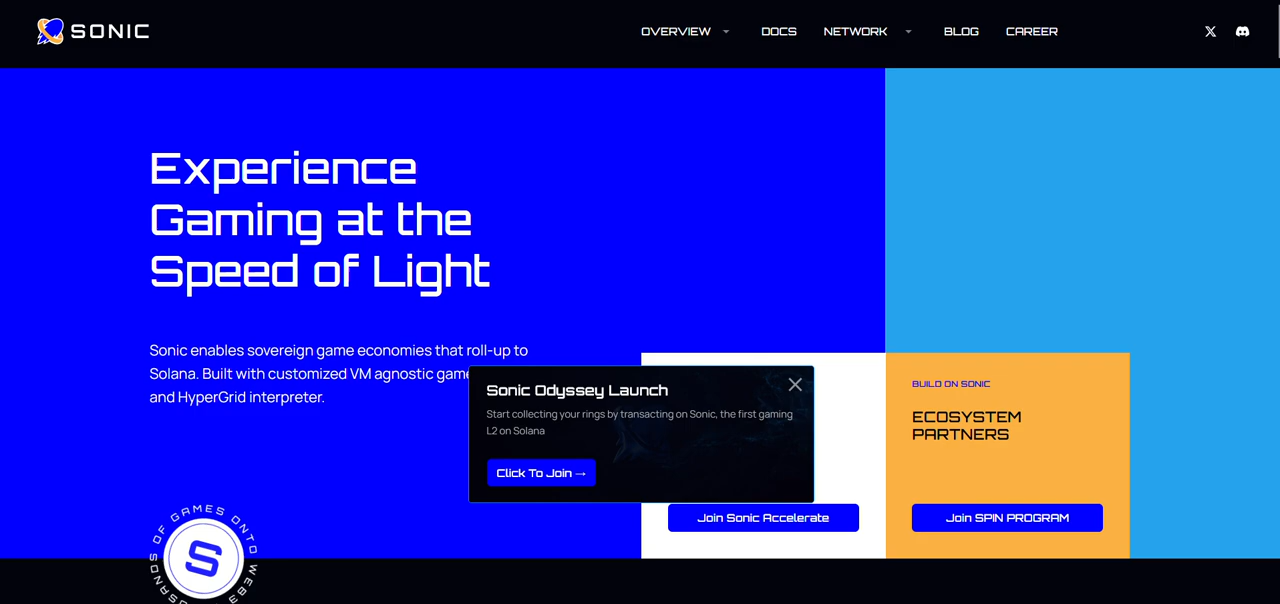 SONIC
OVERVIEW
DOCS
NETWORK
BLOG
CAREER
Experience
Gaming at the
Speed of Light
Sonic enables sovereign game economies that roll-up to
Solana. Built with customized VM agnostic game
and HyperGrid interpreter.
Sonic Odyssey Launch
Start collecting your rings by transacting on Sonic, the first gaming
L2 on Solana
Click To Join →
Join Sonic Accelerate
BUILD ON SONIC
ECOSYSTEM
PARTNERS
Join SPIN PROGRAM
OF GAMES ONTO WEB3
S